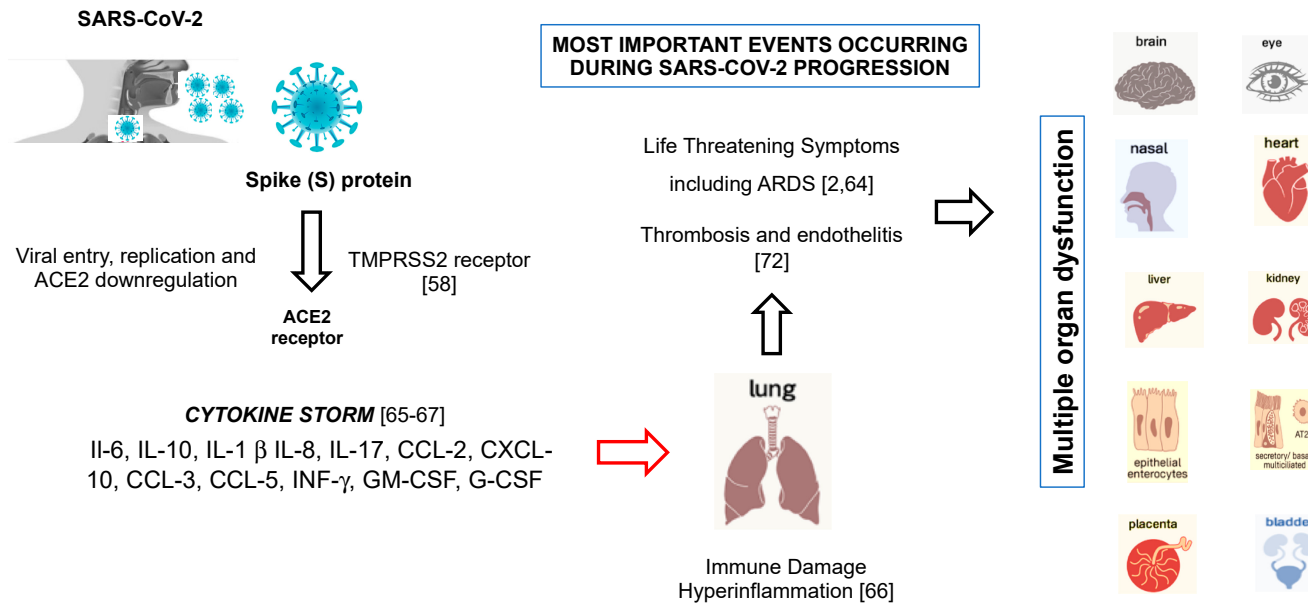 SARS-CoV-2
MOST IMPORTANT EVENTS OCCURRING
DURING SARS-COV-2 PROGRESSION
Spike (S) protein
Viral entry, replication and
ACE2 downregulation
TMPRSS2 receptor
[58]
ACE2
receptor
CYTOKINE STORM [65-67]
Il-6, IL-10, IL-1 β IL-8, IL-17, CCL-2, CXCL-
10, CCL-3, CCL-5, INF-γ, GM-CSF, G-CSF
Life Threatening Symptoms
including ARDS [2,64]
Thrombosis and endothelitis
[72]
lung
Immune Damage
Hyperinflammation [66]
Multiple organ dysfunction
brain
eye
nasal
heart
liver
kidney
epithelial
enterocytes
AT2
secretory/ basa
multiciliated
placenta
bladde